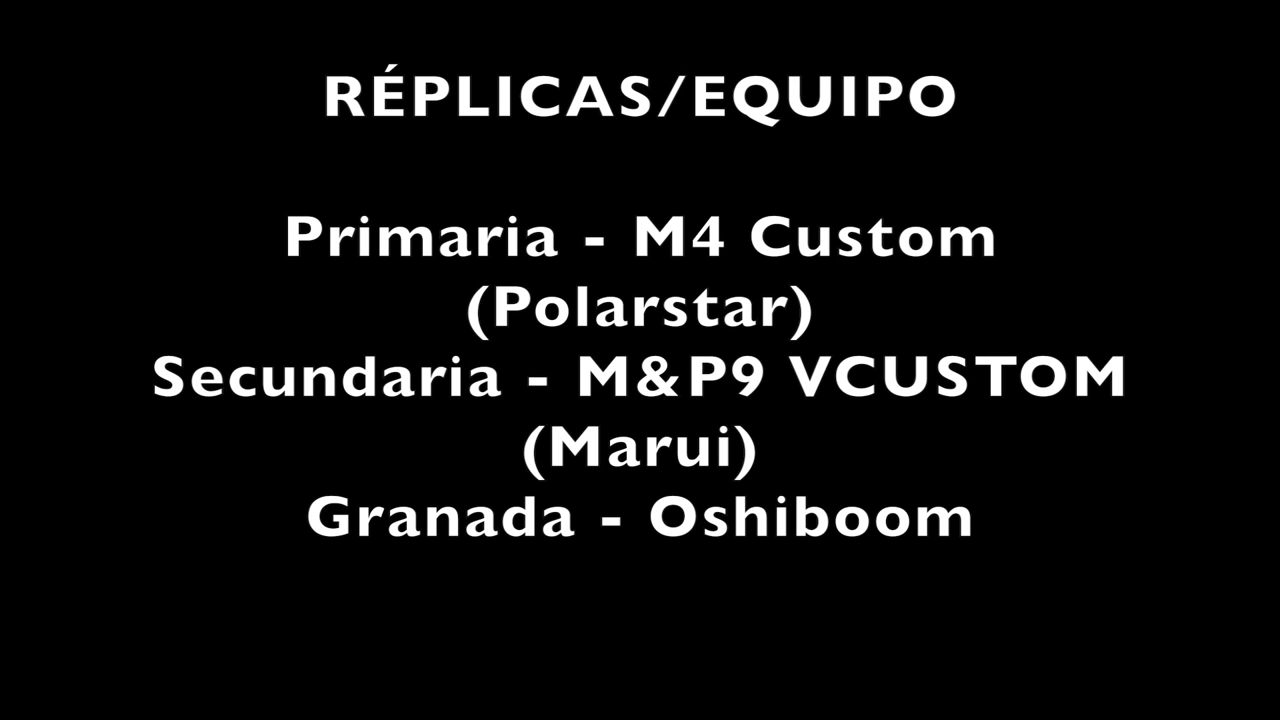 RÉPLICAS/EQUIPO
Primaria - M4 Custom
(Polarstar)
Secundaria - M&P9 VCUSTOM
(Marui)
Granada - Oshiboom